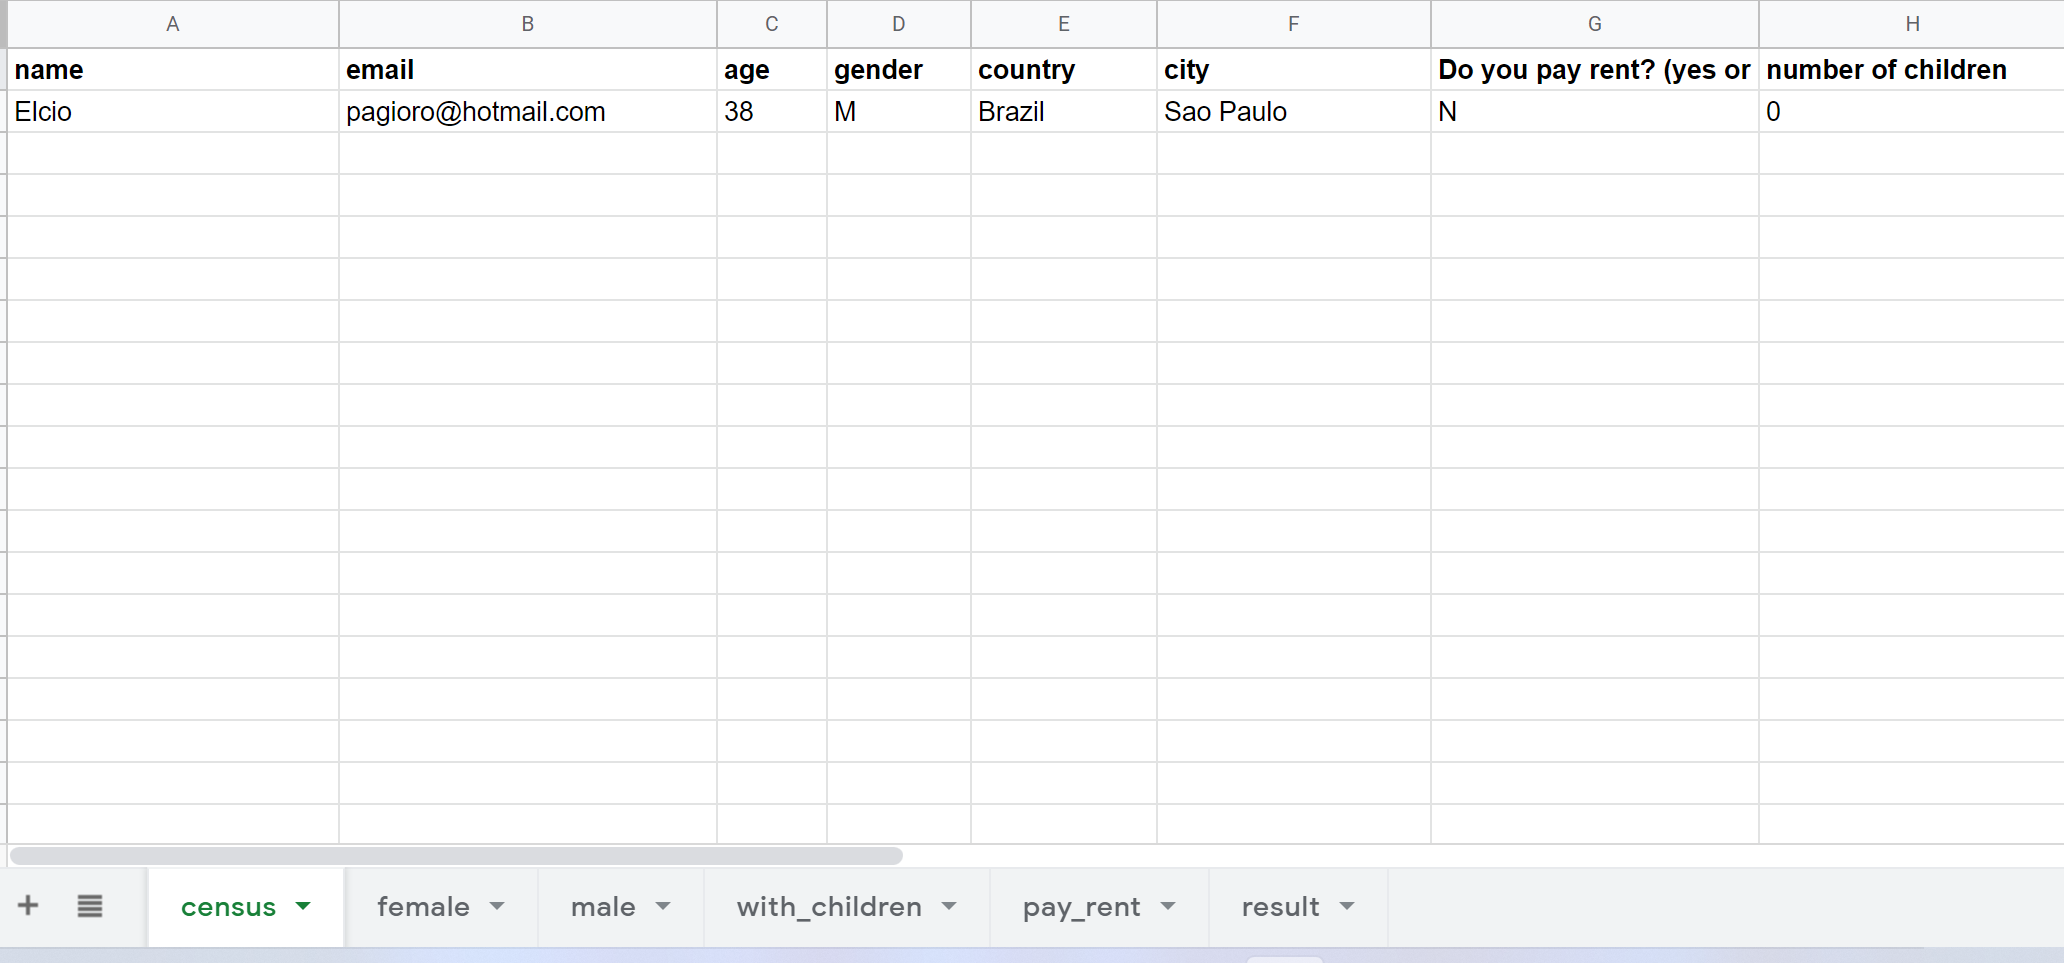 A B C D E F G H
name email age gender country city Do you pay rent? (yes or number of children
Elcio pagioro@hotmail.com 38 M Brazil Sao Paulo N 0
census female male with_children pay_rent result